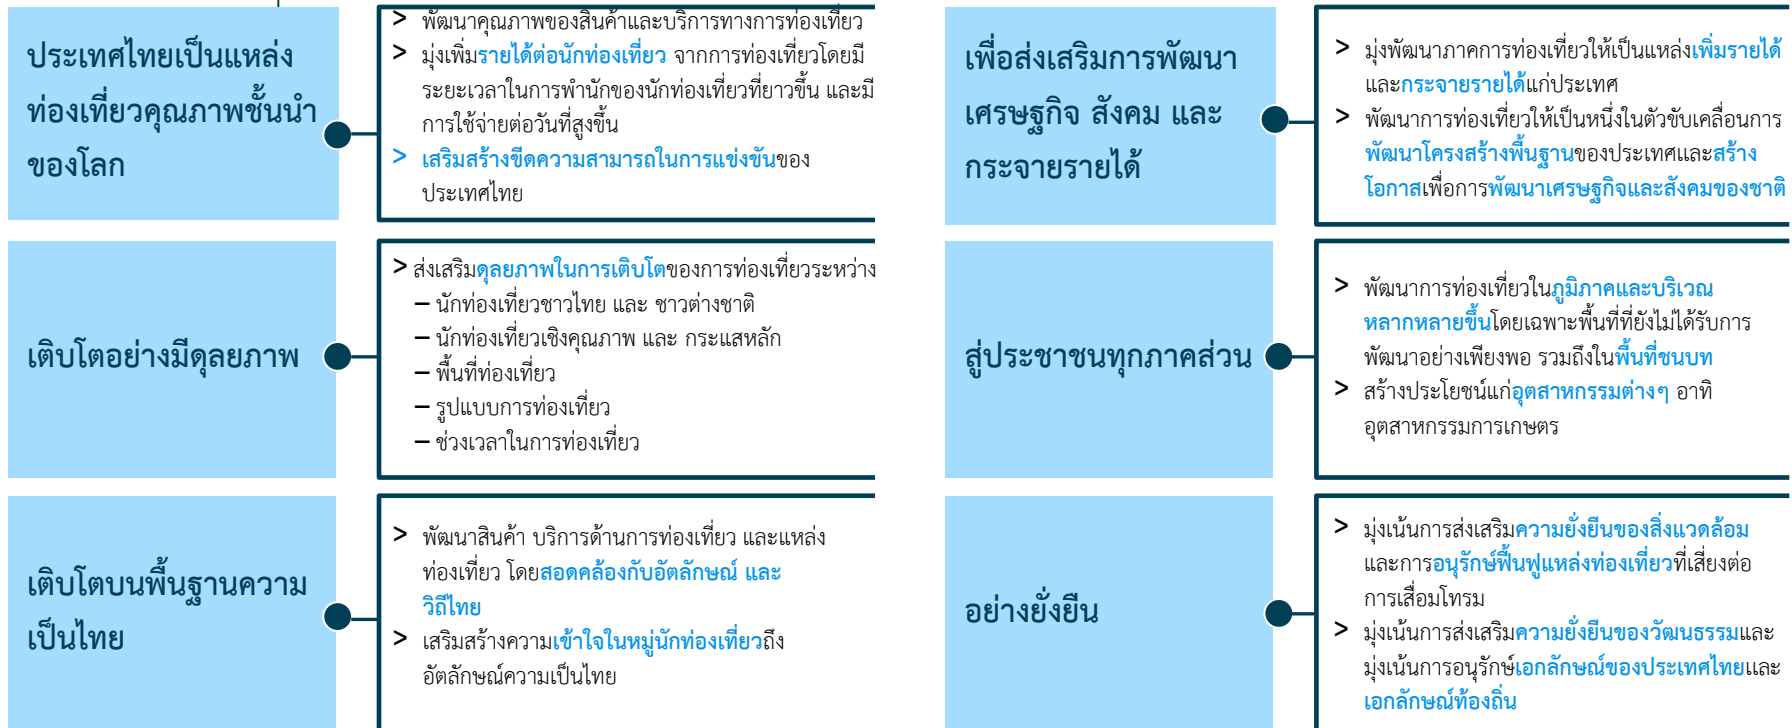 ประเทศไทยเป็นแหล่ง
ท่องเที่ยวคุณภาพชั้นนำ
ของโลก
> พัฒนาคุณภาพของสินค้าและบริการทางการท่องเที่ยว
> มุ่งเพิ่มรายได้ต่อนักท่องเที่ยว จากการท่องเที่ยวโดยมี
ระยะเวลาในการพำนักของนักท่องเที่ยวที่ยาวขึ้น และมี
การใช้จ่ายต่อวันที่สูงขึ้น
> เสริมสร้างขีดความสามารถในการแข่งขันของ
ประเทศไทย
เติบโตอย่างมีดุลยภาพ
> ส่งเสริมดุลยภาพในการเติบโตของการท่องเที่ยวระหว่าง
– นักท่องเที่ยวชาวไทย และ ชาวต่างชาติ
– นักท่องเที่ยวเชิงคุณภาพ และ กระแสหลัก
– พื้นที่ท่องเที่ยว
– รูปแบบการท่องเที่ยว
– ช่วงเวลาในการท่องเที่ยว
เติบโตบนพื้นฐานความ
เป็นไทย
> พัฒนาสินค้า บริการด้านการท่องเที่ยว และแหล่ง
ท่องเที่ยว โดยสอดคล้องกับอัตลักษณ์ และ
วิถีไทย
> เสริมสร้างความเข้าใจในหมู่นักท่องเที่ยวถึง
อัตลักษณ์ความเป็นไทย
เพื่อส่งเสริมการพัฒนา
เศรษฐกิจ สังคม และ
กระจายรายได้
> มุ่งพัฒนาภาคการท่องเที่ยวให้เป็นแหล่งเพิ่มรายได้
และกระจายรายได้แก่ประเทศ
> พัฒนาการท่องเที่ยวให้เป็นหนึ่งในตัวขับเคลื่อนการ
พัฒนาโครงสร้างพื้นฐานของประเทศและสร้าง
โอกาสเพื่อการพัฒนาเศรษฐกิจและสังคมของชาติ
สู่ประชาชนทุกภาคส่วน
> พัฒนาการท่องเที่ยวในภูมิภาคและบริเวณ
หลากหลายขึ้นโดยเฉพาะพื้นที่ที่ยังไม่ได้รับการ
พัฒนาอย่างเพียงพอ รวมถึงในพื้นที่ชนบท
> สร้างประโยชน์แก่อุตสาหกรรมต่างๆ อาทิ
อุตสาหกรรมการเกษตร
อย่างยั่งยืน
> มุ่งเน้นการส่งเสริมความยั่งยืนของสิ่งแวดล้อม
และการอนุรักษ์ฟื้นฟูแหล่งท่องเที่ยวที่เสี่ยงต่อ
การเสื่อมโทรม
> มุ่งเน้นการส่งเสริมความยั่งยืนของวัฒนธรรมและ
มุ่งเน้นการอนุรักษ์เอกลักษณ์ของประเทศไทยและ
เอกลักษณ์ท้องถิ่น